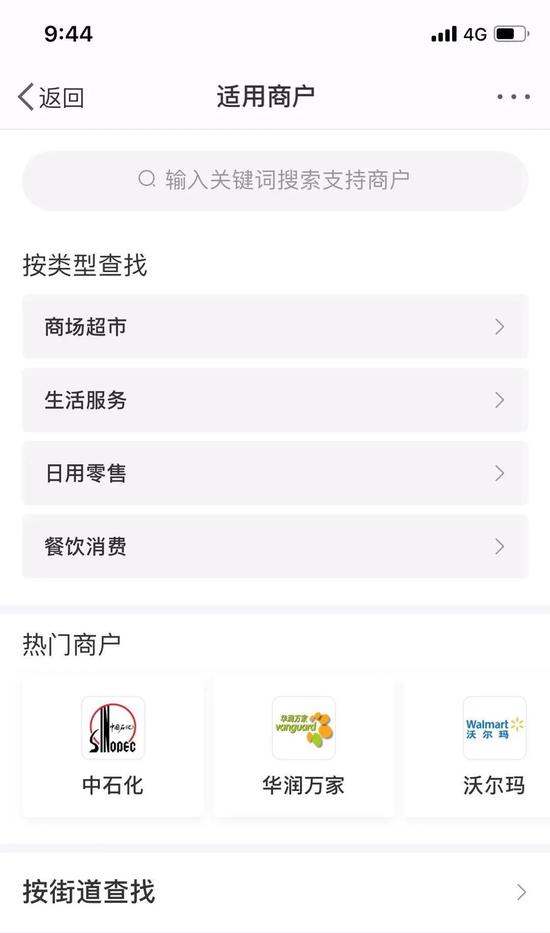 9:44
4G
返回
适用商户
输入关键词搜索支持商户
按类型查找
商场超市
生活服务
日用零售
餐饮消费
热门商户
中国石化
SINOPEC
华润万家
vanguard
Walmart
沃尔玛
中石化
华润万家
沃尔玛
按街道查找